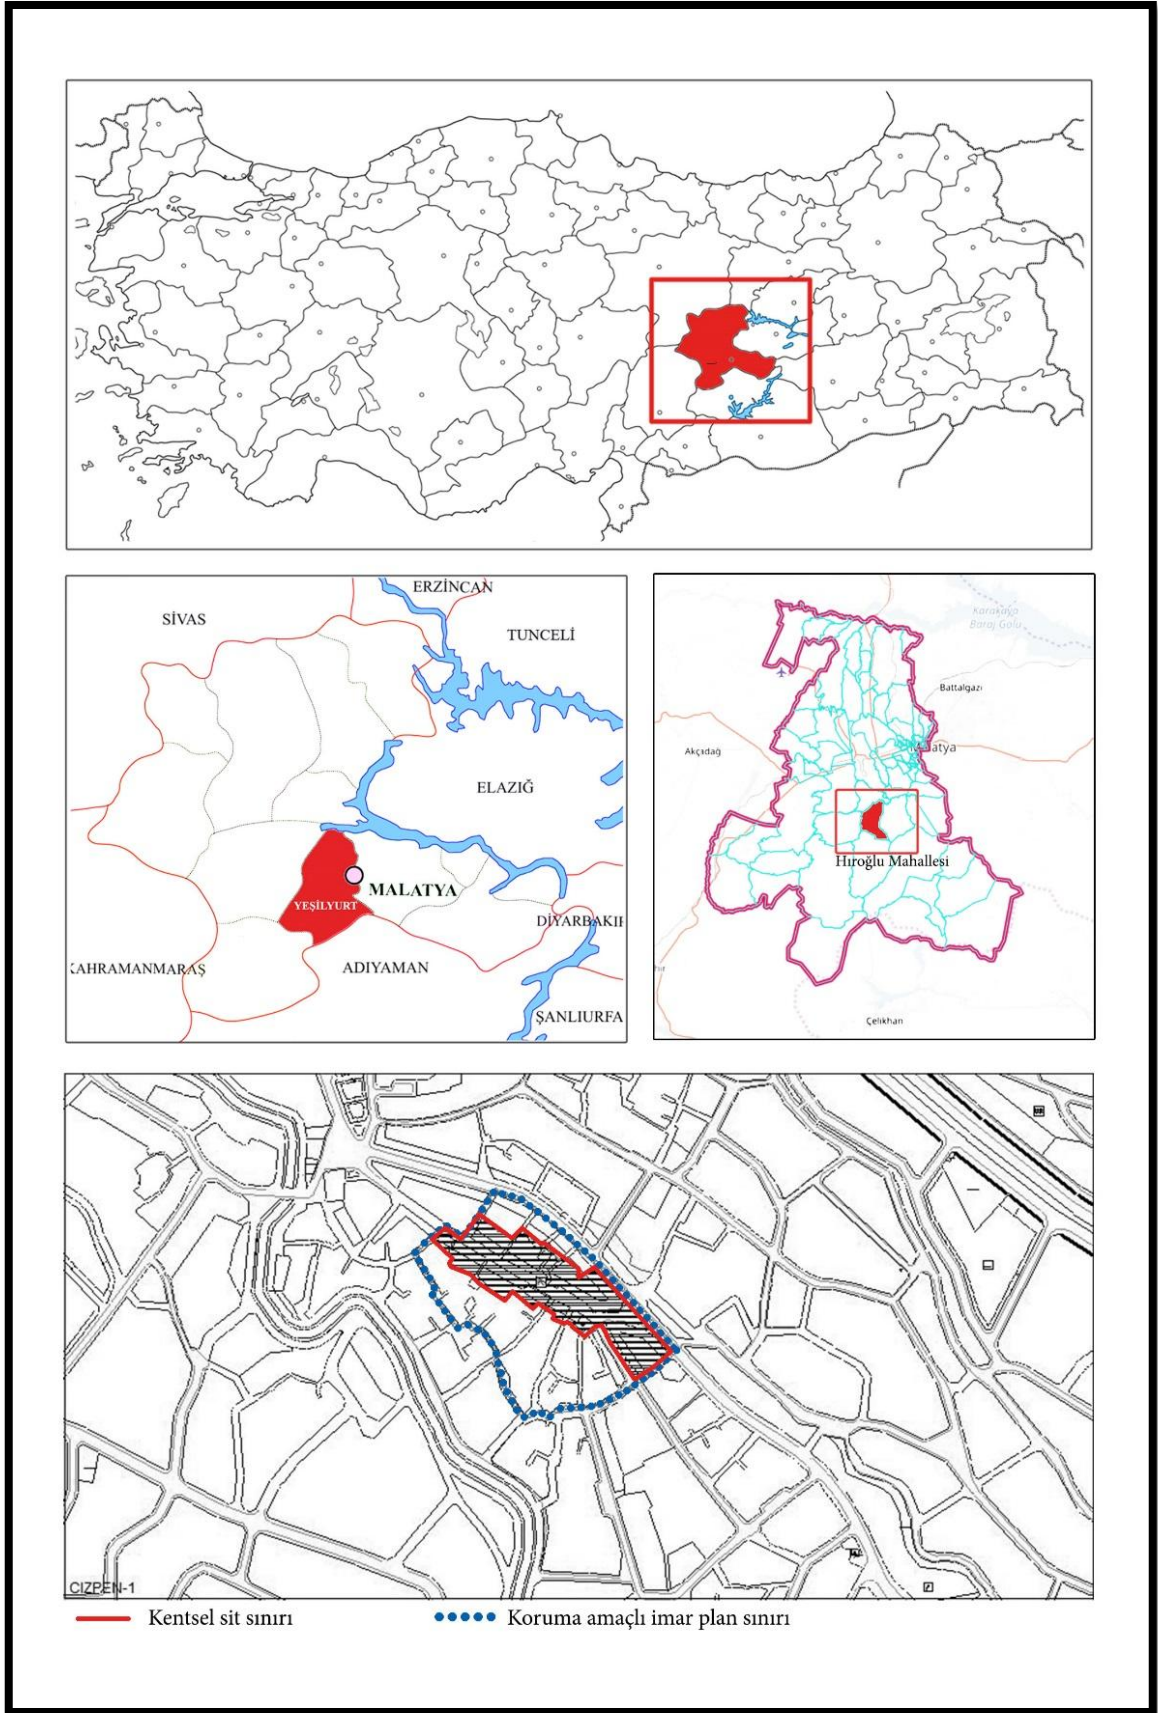 ERZİNCAN
SİVAS
TUNCELİ
ELAZIĞ
MALATYA
YEŞİLYURT
DİYARBAKIR
KAHRAMANMARAŞ
ADIYAMAN
ŞANLIURFA
Karakaya
Baraj Gölü
Battalgazi
Akçadağ
Malatya
Hıroğlu Mahallesi
Çelikhan
CIZPEN-1
Kentsel sit sınırı
Koruma amaçlı imar plan sınırı